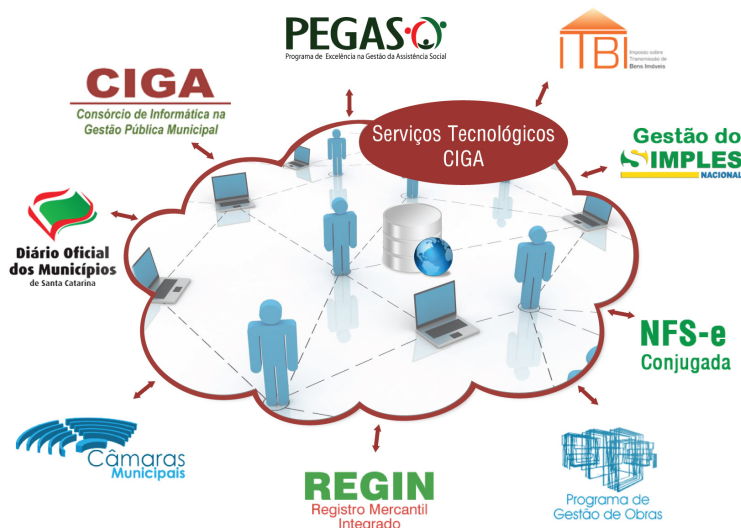 PEGASO
Programa de Excelência na Gestão da Assistência Social
ITBI
Imposto sobre
Transmissão de
Bens Imóveis
CIGA
Consórcio de Informática na
Gestão Pública Municipal
Serviços Tecnológicos
CIGA
Gestão do
SIMPLES
NACIONAL
Diário Oficial
dos Municípios
de Santa Catarina
NFS-e
Conjugada
Câmaras
Municipais
REGIN
Registro Mercantil
Integrado
Programa de
Gestão de Obras